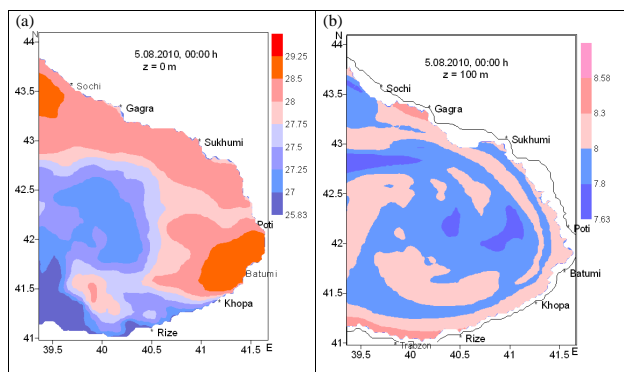 (a)
N
44
43.5
43
42.5
42
41.5
41
39.5
40
40.5
41
41.5
E
5.08.2010, 00:00 h
z = 0 m
Sochi
Gagra
Sukhumi
Poti
Batumi
Khopa
Rize
29.25
28.5
28
27.75
27.25
27
25.83
(b)
N
44
43.5
43
42.5
42
41.5
41
39.5
40
40.5
41
41.5
E
5.08.2010, 00:00 h
z = 100 m
Sochi
Gagra
Sukhumi
Poti
Batumi
Khopa
Rize
Trabzon
8.58
8.3
8
7.8
7.63